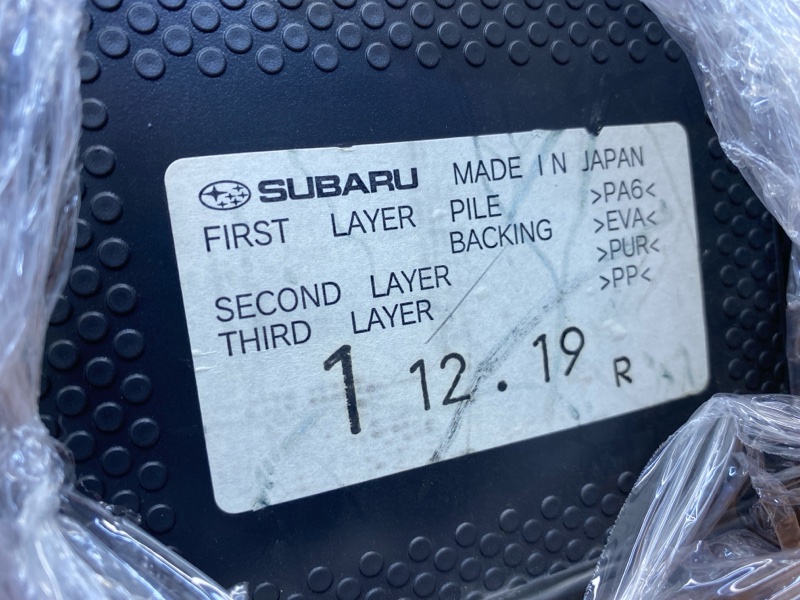 SUBARU MADE IN JAPAN
FIRST LAYER PILE >PA6<
BACKING >EVA<
SECOND LAYER >PUR<
THIRD LAYER >PP<
1 12.19 R